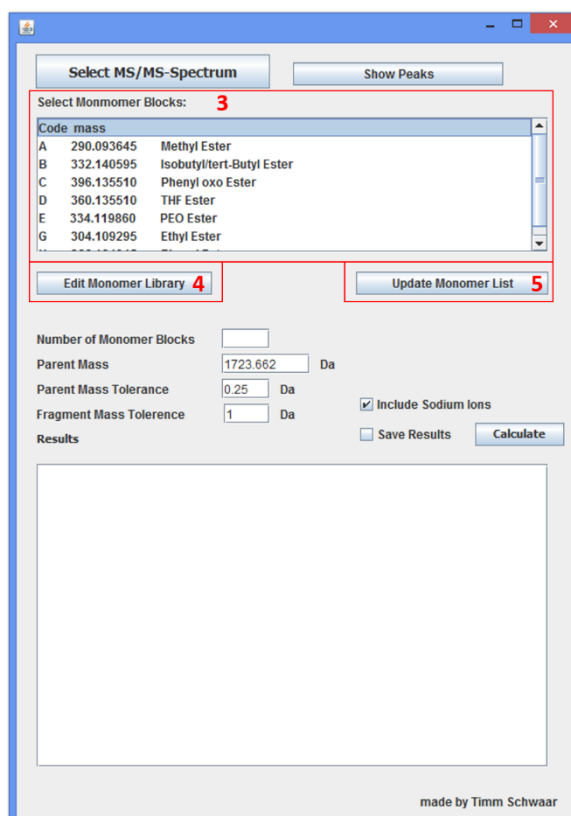 Select MS/MS-Spectrum Show Peaks
Select Monmomer Blocks: 3
Code mass
A 290.093645 Methyl Ester
B 332.140595 Isobutyl/tert-Butyl Ester
C 396.135510 Phenyl oxo Ester
D 360.135510 THF Ester
E 334.119860 PEO Ester
G 304.109295 Ethyl Ester
Edit Monomer Library 4 Update Monomer List 5
Number of Monomer Blocks
Parent Mass 1723.662 Da
Parent Mass Tolerance 0.25 Da
Include Sodium Ions
Fragment Mass Tolerence 1 Da
Save Results Calculate
Results
made by Timm Schwaar